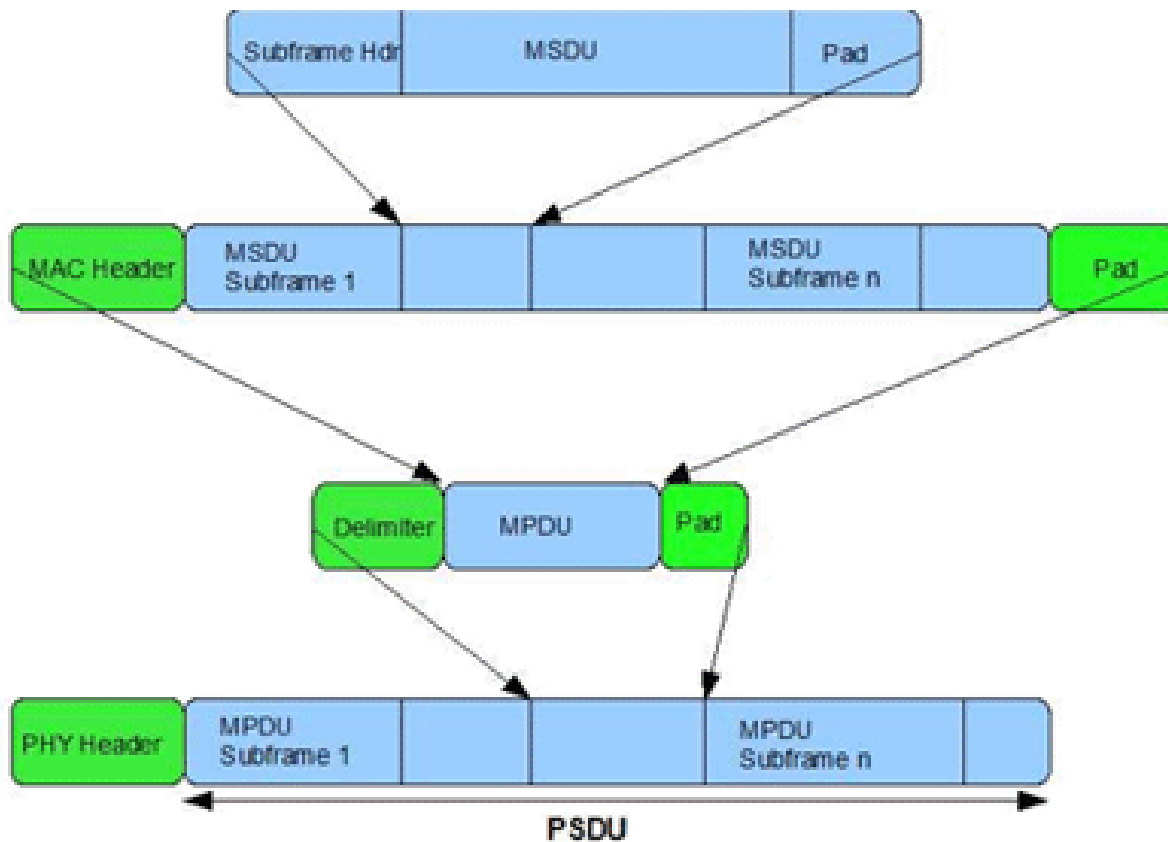 Subframe Hdr MSDU Pad
MAC Header
MSDU
Subframe 1
MSDU
Subframe n
Pad
Delimiter MPDU Pad
PHY Header
MPDU
Subframe 1
MPDU
Subframe n
PSDU